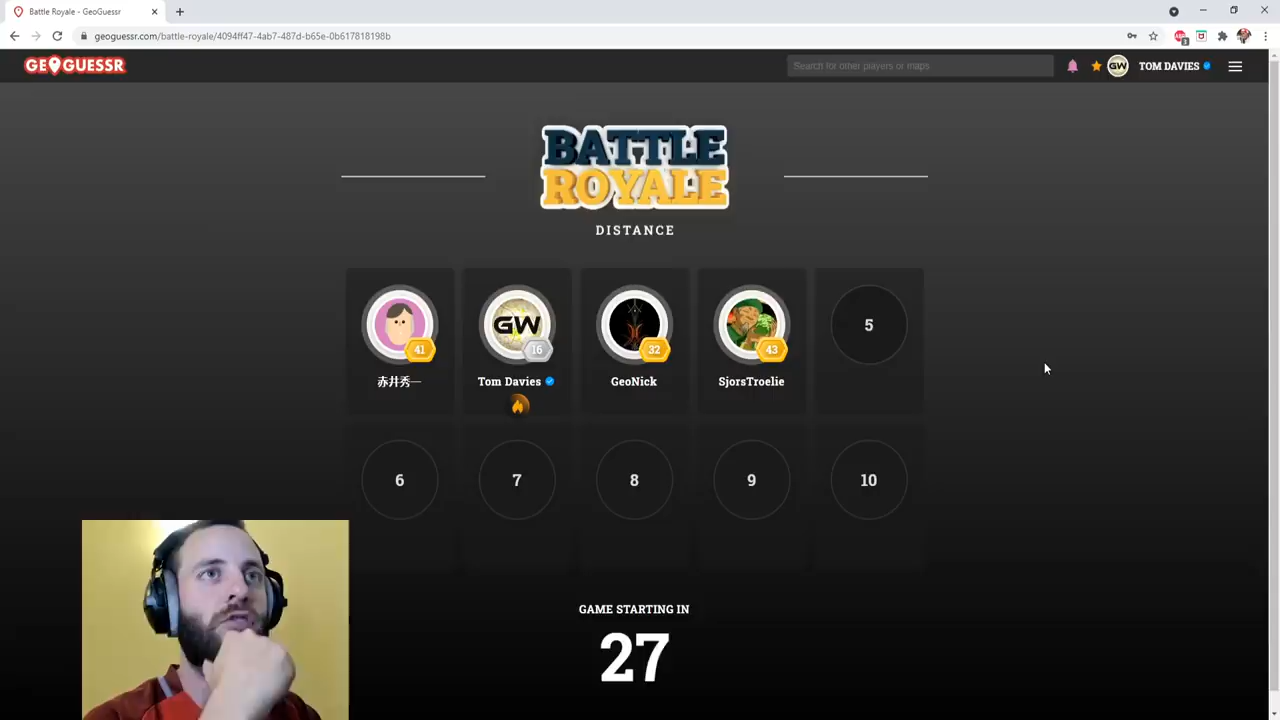 Battle Royale - GeoGuessr
geoguessr.com/battle-royale/4094ff47-4ab7-487d-b65e-0b617818198b
GEOGUESSR
Search for other players or maps
GW
TOM DAVIES
BATTLE
ROYALE
DISTANCE
41
GW
16
32
43
5
赤井秀一
Tom Davies
GeoNick
SjorsTroelie
6
7
8
9
10
GAME STARTING IN
27